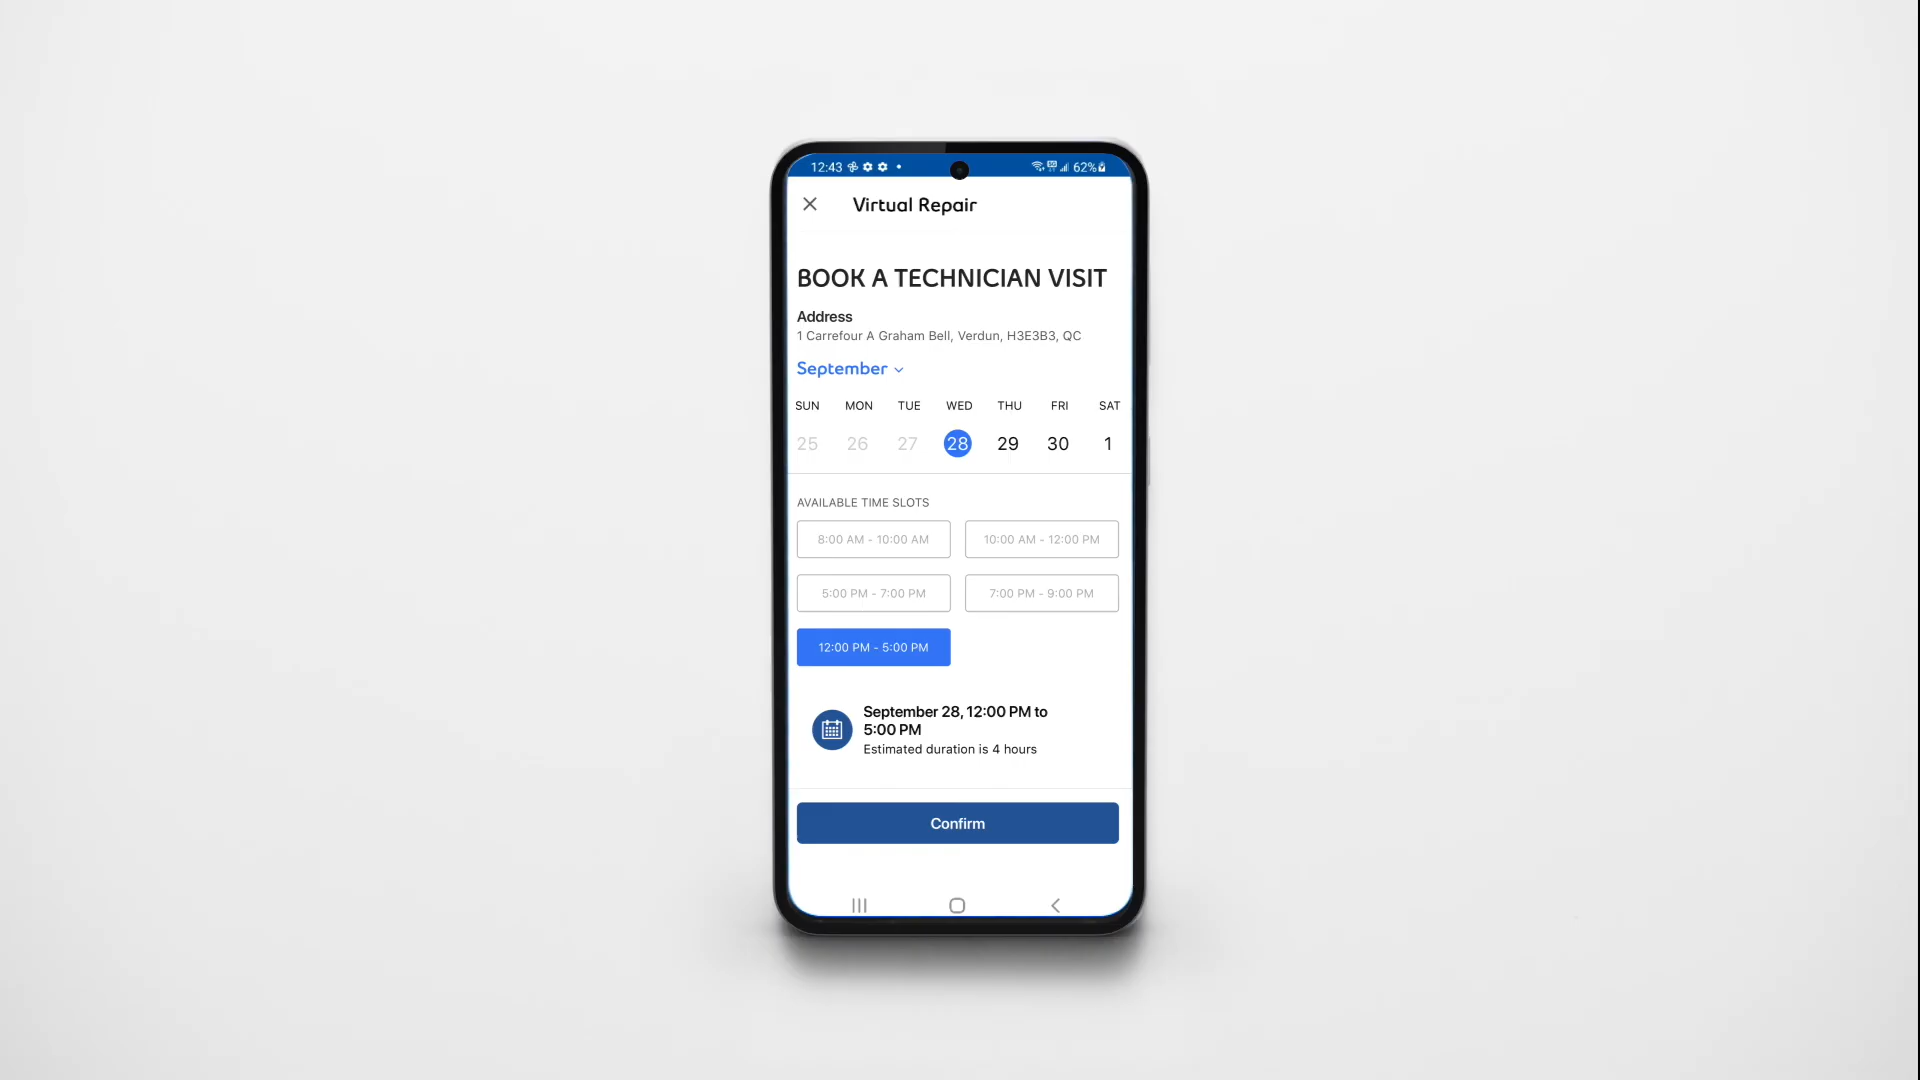 12:43 62%
Virtual Repair
BOOK A TECHNICIAN VISIT
Address
1 Carrefour A Graham Bell, Verdun, H3E3B3, QC
September
SUN MON TUE WED THU FRI SAT
25 26 27 28 29 30 1
AVAILABLE TIME SLOTS
8:00 AM - 10:00 AM 10:00 AM - 12:00 PM
5:00 PM - 7:00 PM 7:00 PM - 9:00 PM
12:00 PM - 5:00 PM
September 28, 12:00 PM to
5:00 PM
Estimated duration is 4 hours
Confirm